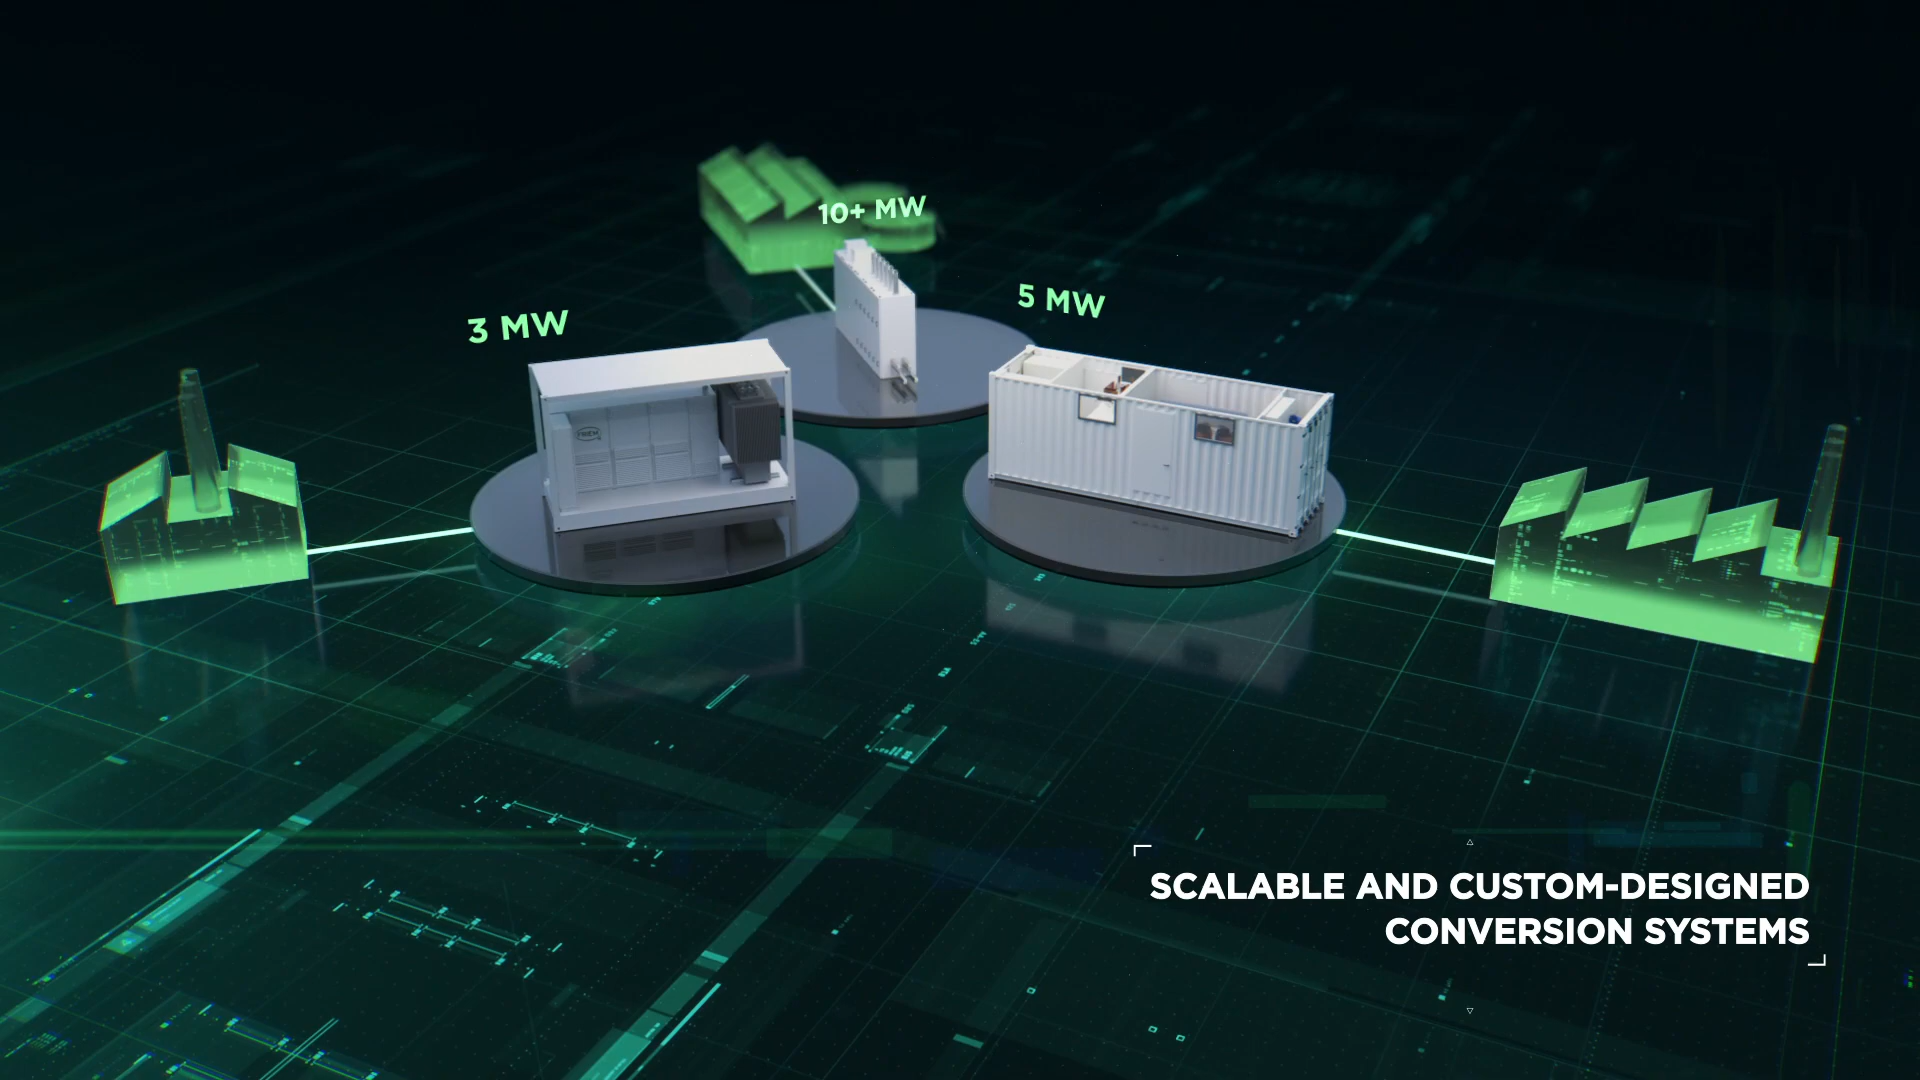 10+ MW
5 MW
3 MW
SCALABLE AND CUSTOM-DESIGNED
CONVERSION SYSTEMS